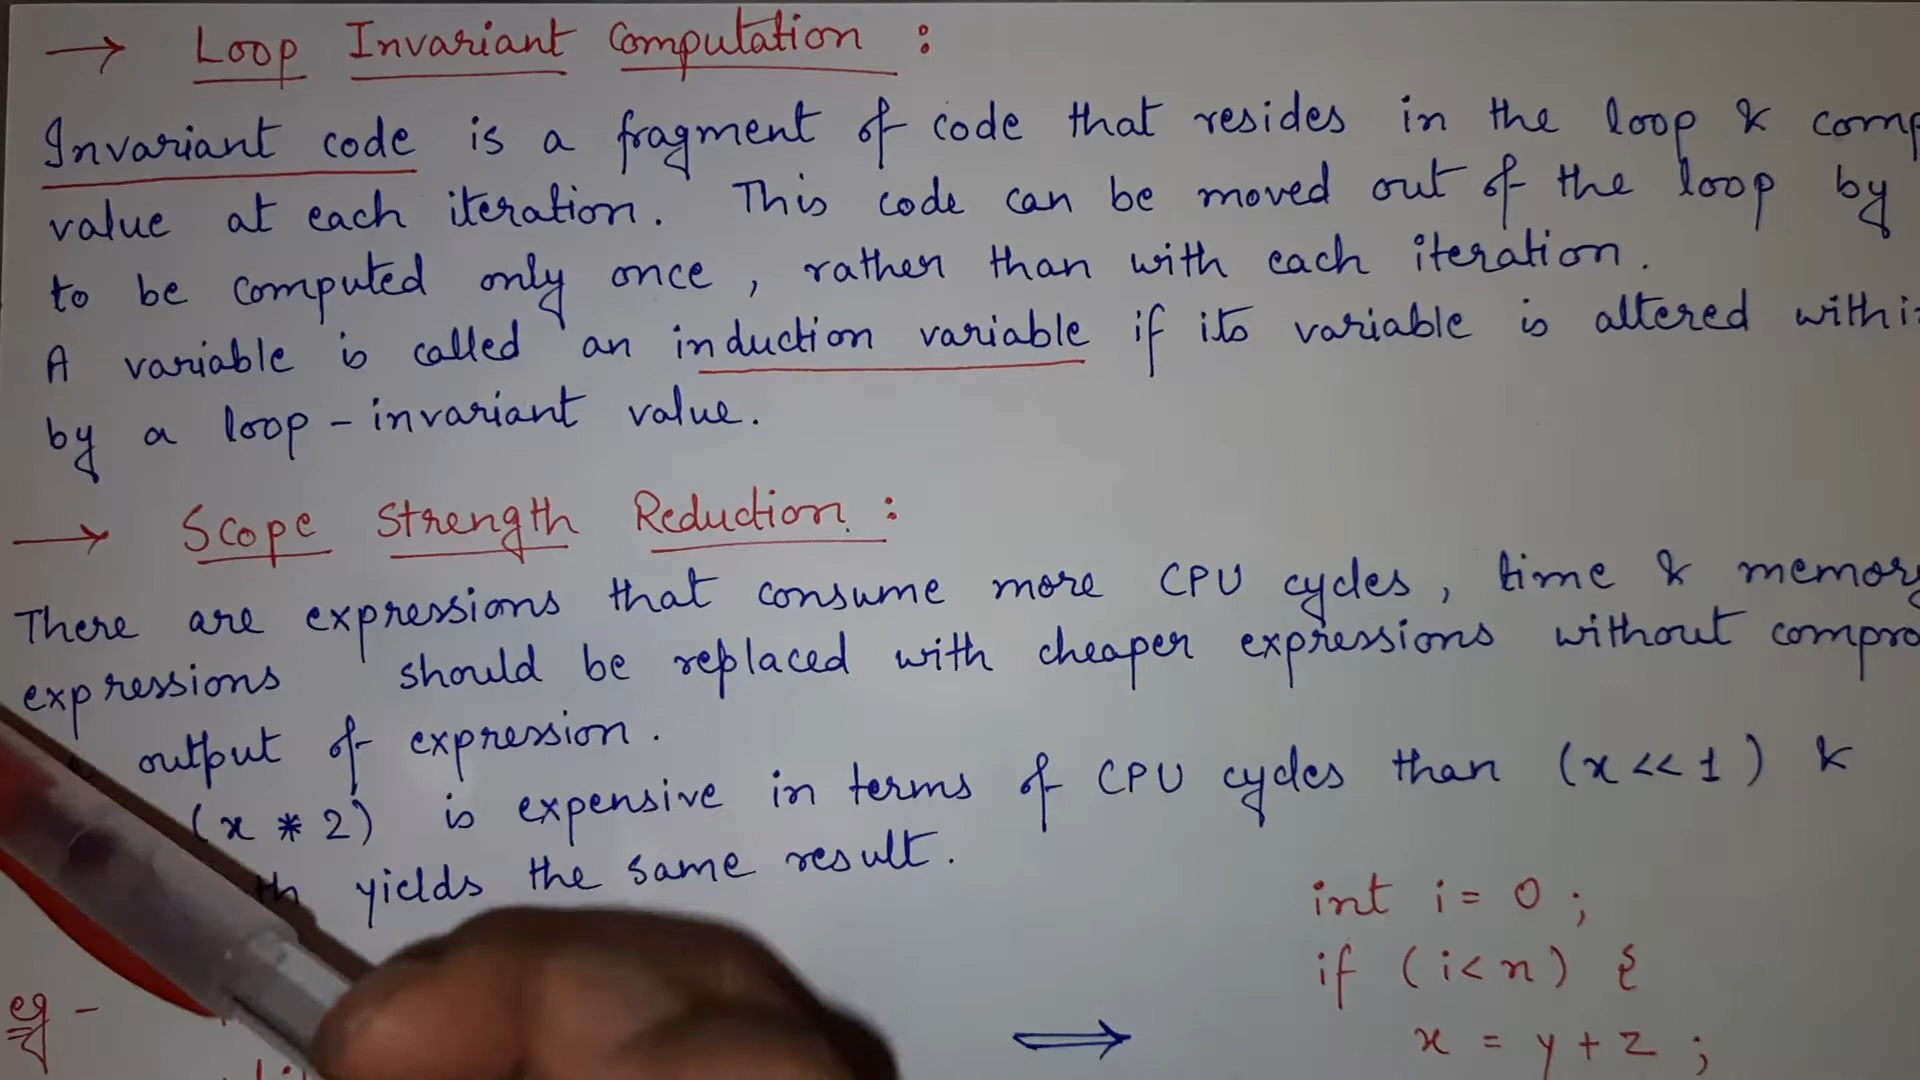 → Loop Invariant Computation :
Invariant code is a fragment of code that resides in the loop & comp
value at each iteration. This code can be moved out of the loop by
to be computed only once, rather than with each iteration.
A variable is called an induction variable if its variable is altered withi
by a loop-invariant value.
→ Scope Strength Reduction :
There are expressions that consume more CPU cycles, time & memory
expressions should be replaced with cheaper expressions without compro
output of expression.
(x * 2) is expensive in terms of CPU cycles than (x << 1) &
th yields the same result.
int i = 0 ;
if (i < n) {
eg -
⇒ x = y + z ;